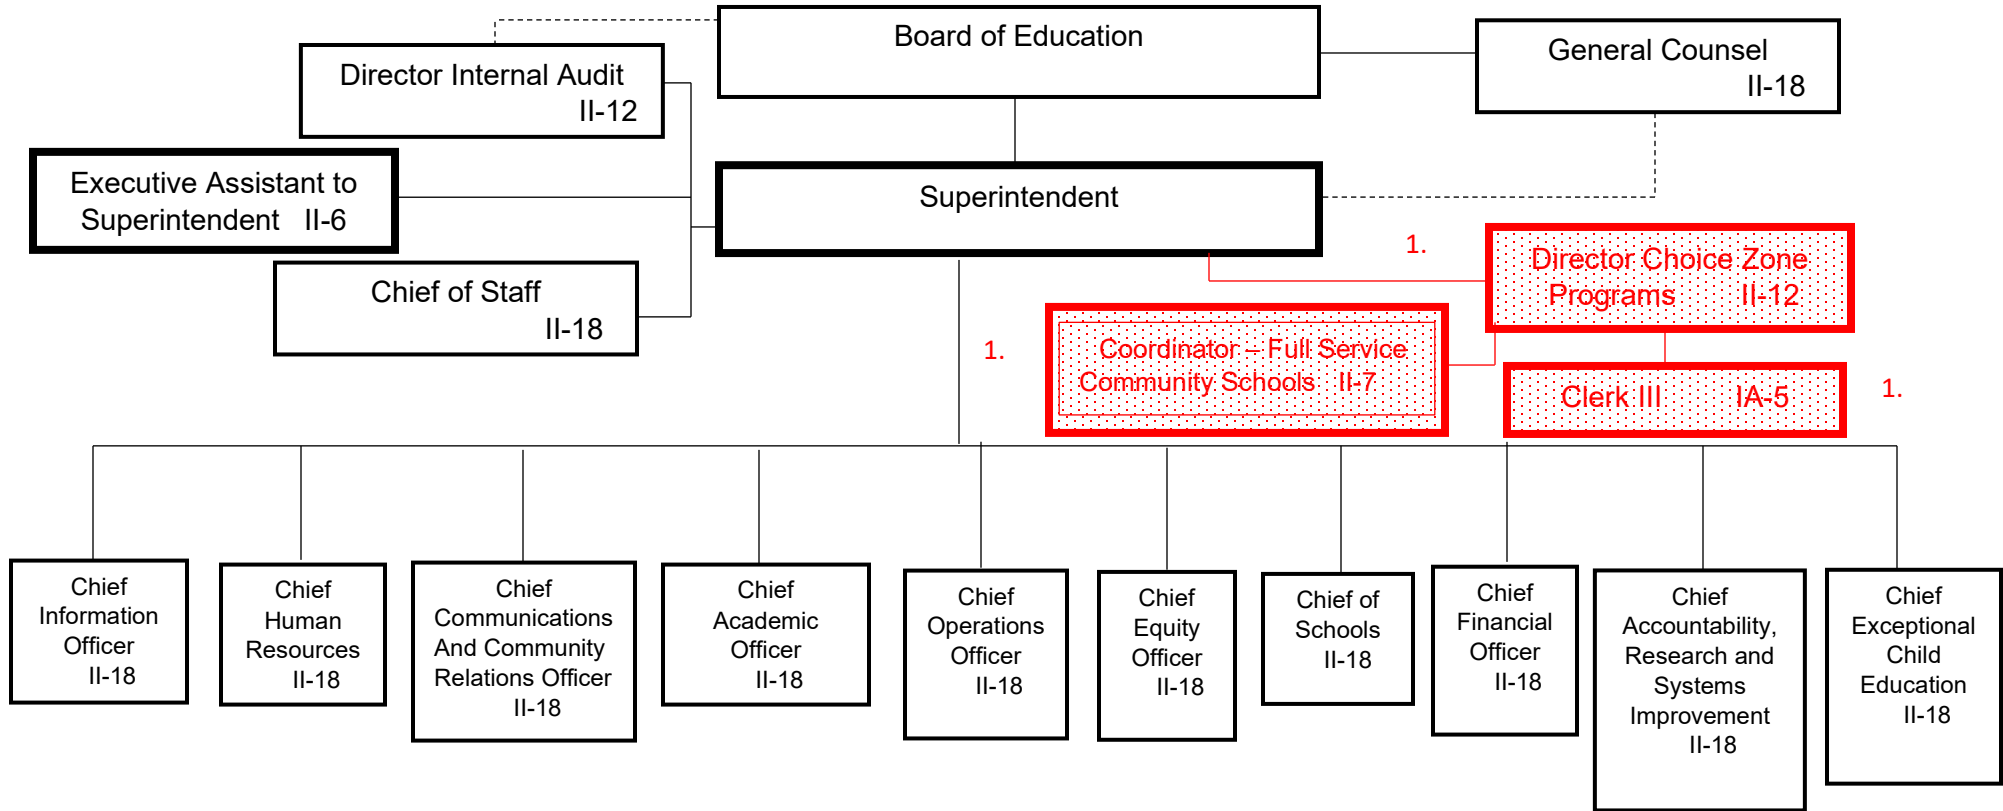 Board of Education
Director Internal Audit
II-12
General Counsel
II-18
Executive Assistant to
Superintendent II-6
Superintendent
Chief of Staff
II-18
1.
Director Choice Zone
Programs II-12
1.
Coordinator – Full Service
Community Schools II-7
Clerk III IA-5
1.
Chief
Information
Officer
II-18
Chief
Human
Resources
II-18
Chief
Communications
And Community
Relations Officer
II-18
Chief
Academic
Officer
II-18
Chief
Operations
Officer
II-18
Chief
Equity
Officer
II-18
Chief of
Schools
II-18
Chief
Financial
Officer
II-18
Chief
Accountability,
Research and
Systems
Improvement
II-18
Chief
Exceptional
Child
Education
II-18